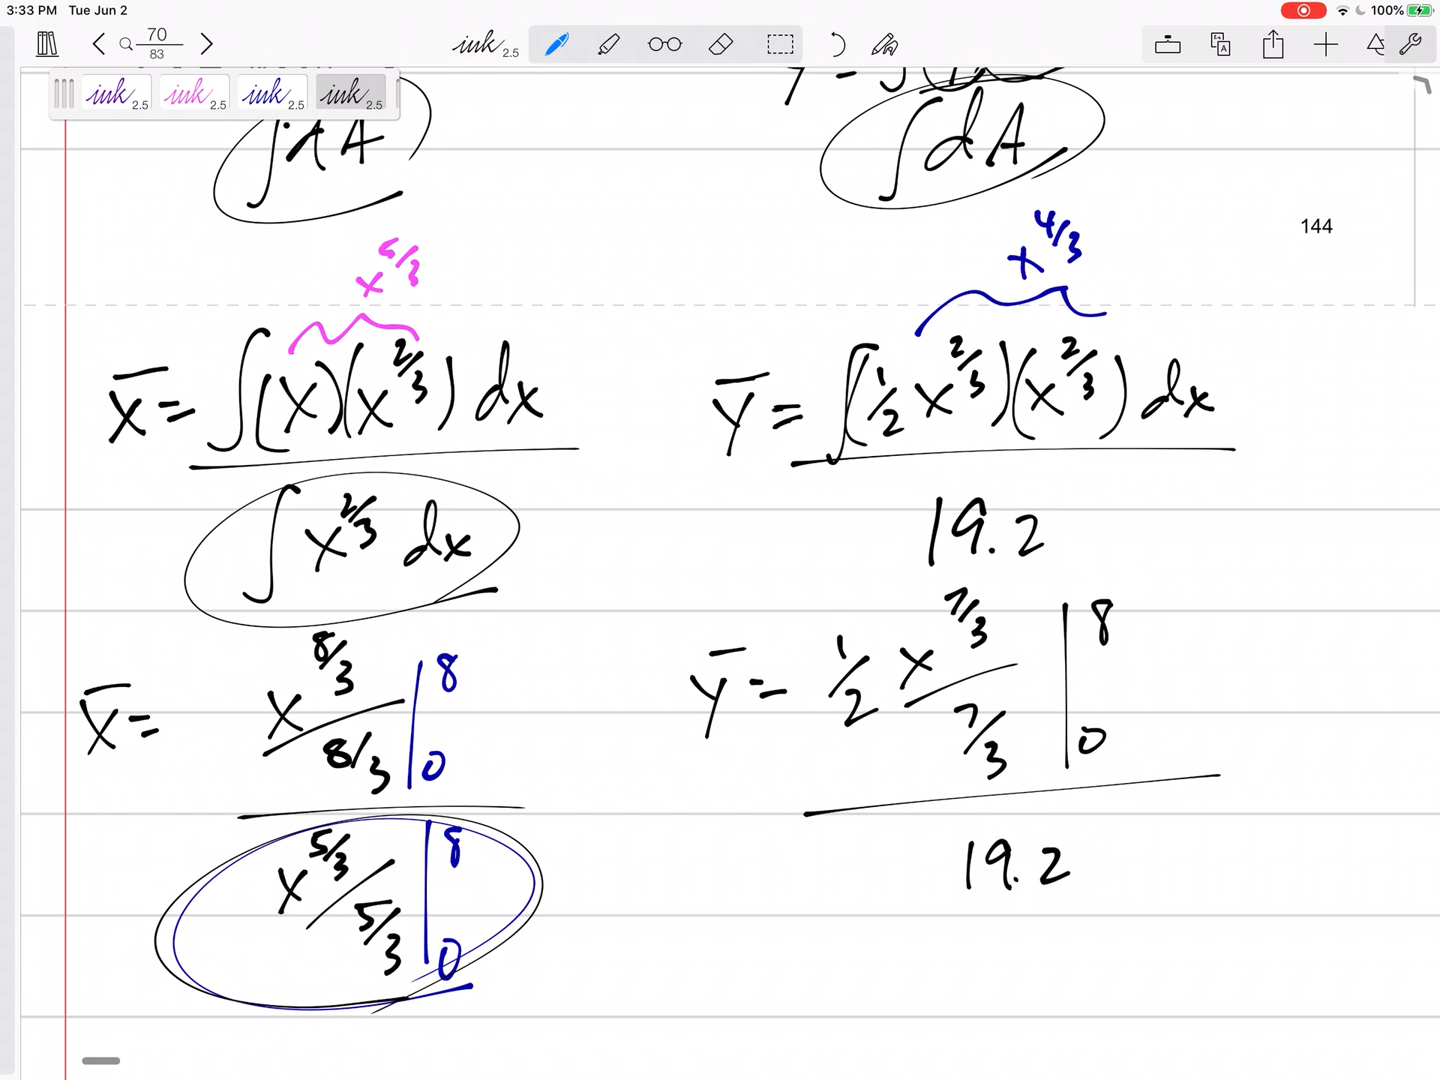 3:33 PM Tue Jun 2
100%
70
83
ink 2.5
ink 2.5 ink 2.5 ink 2.5 ink 2.5
∫dA
∫dA
144
x^5/3
x^4/3
x̄ = ∫(x)(x^2/3) dx
∫ x^2/3 dx
ȳ = ∫(1/2 x^2/3)(x^2/3) dx
19.2
x̄ = x^8/3 / 8/3 | 8 0
x^5/3 / 5/3 | 8 0
ȳ = 1/2 x^7/3 / 7/3 | 8 0
19.2